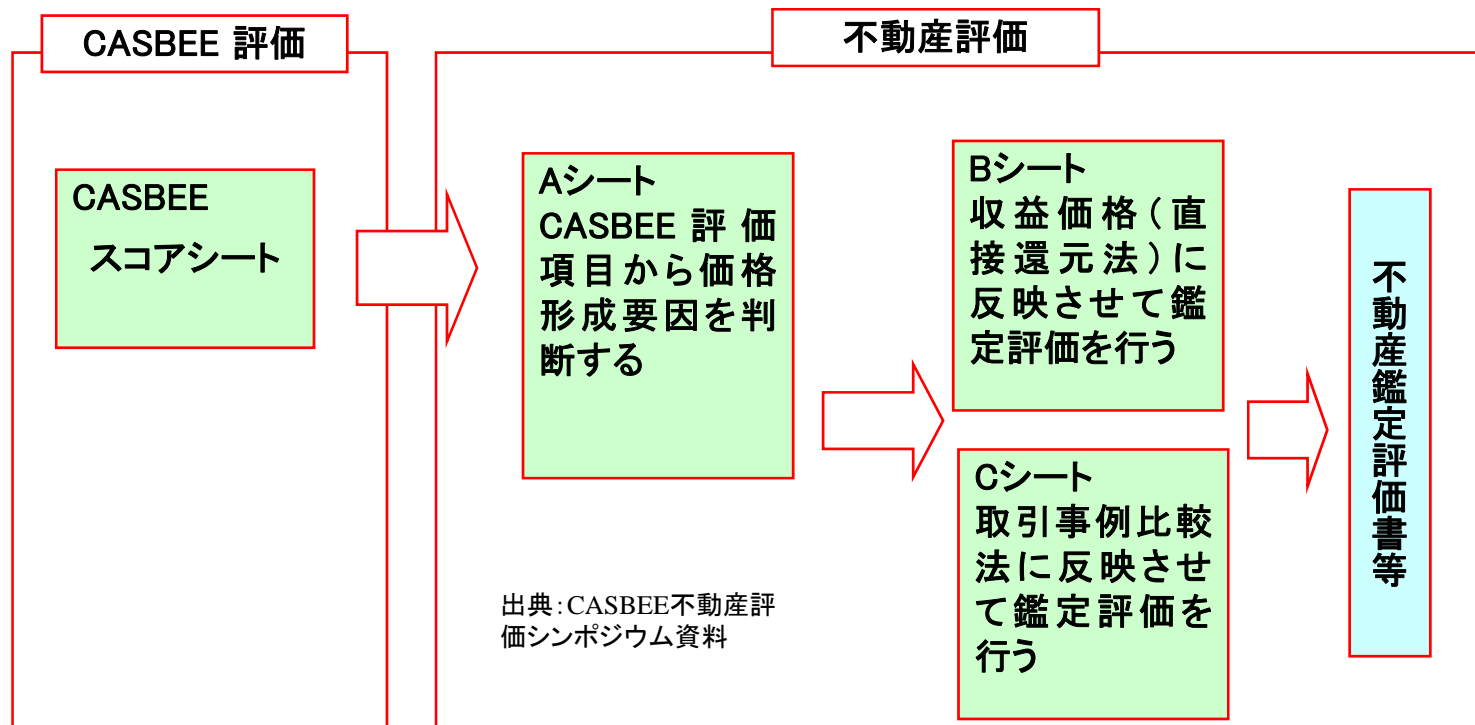 CASBEE 評価
不動産評価
CASBEE
スコアシート
Aシート
CASBEE 評価
項目から価格
形成要因を判
断する
Bシート
収益価格(直
接還元法)に
反映させて鑑
定評価を行う
Cシート
取引事例比較
法に反映させ
て鑑定評価を
行う
不動産鑑定評価書等
出典:CASBEE不動産評
価シンポジウム資料